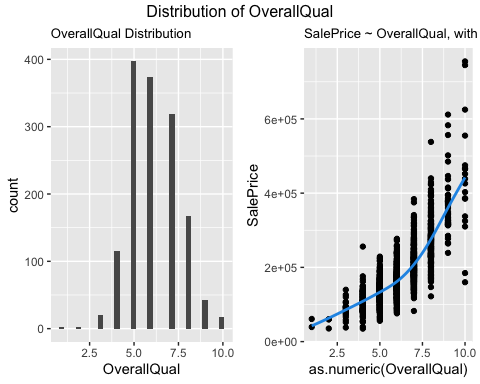 Distribution of OverallQual
OverallQual Distribution
400
300
200
100
0
count
2.5 5.0 7.5 10.0
OverallQual
SalePrice ~ OverallQual, with
6e+05
4e+05
2e+05
0e+00
SalePrice
2.5 5.0 7.5 10.0
as.numeric(OverallQual)